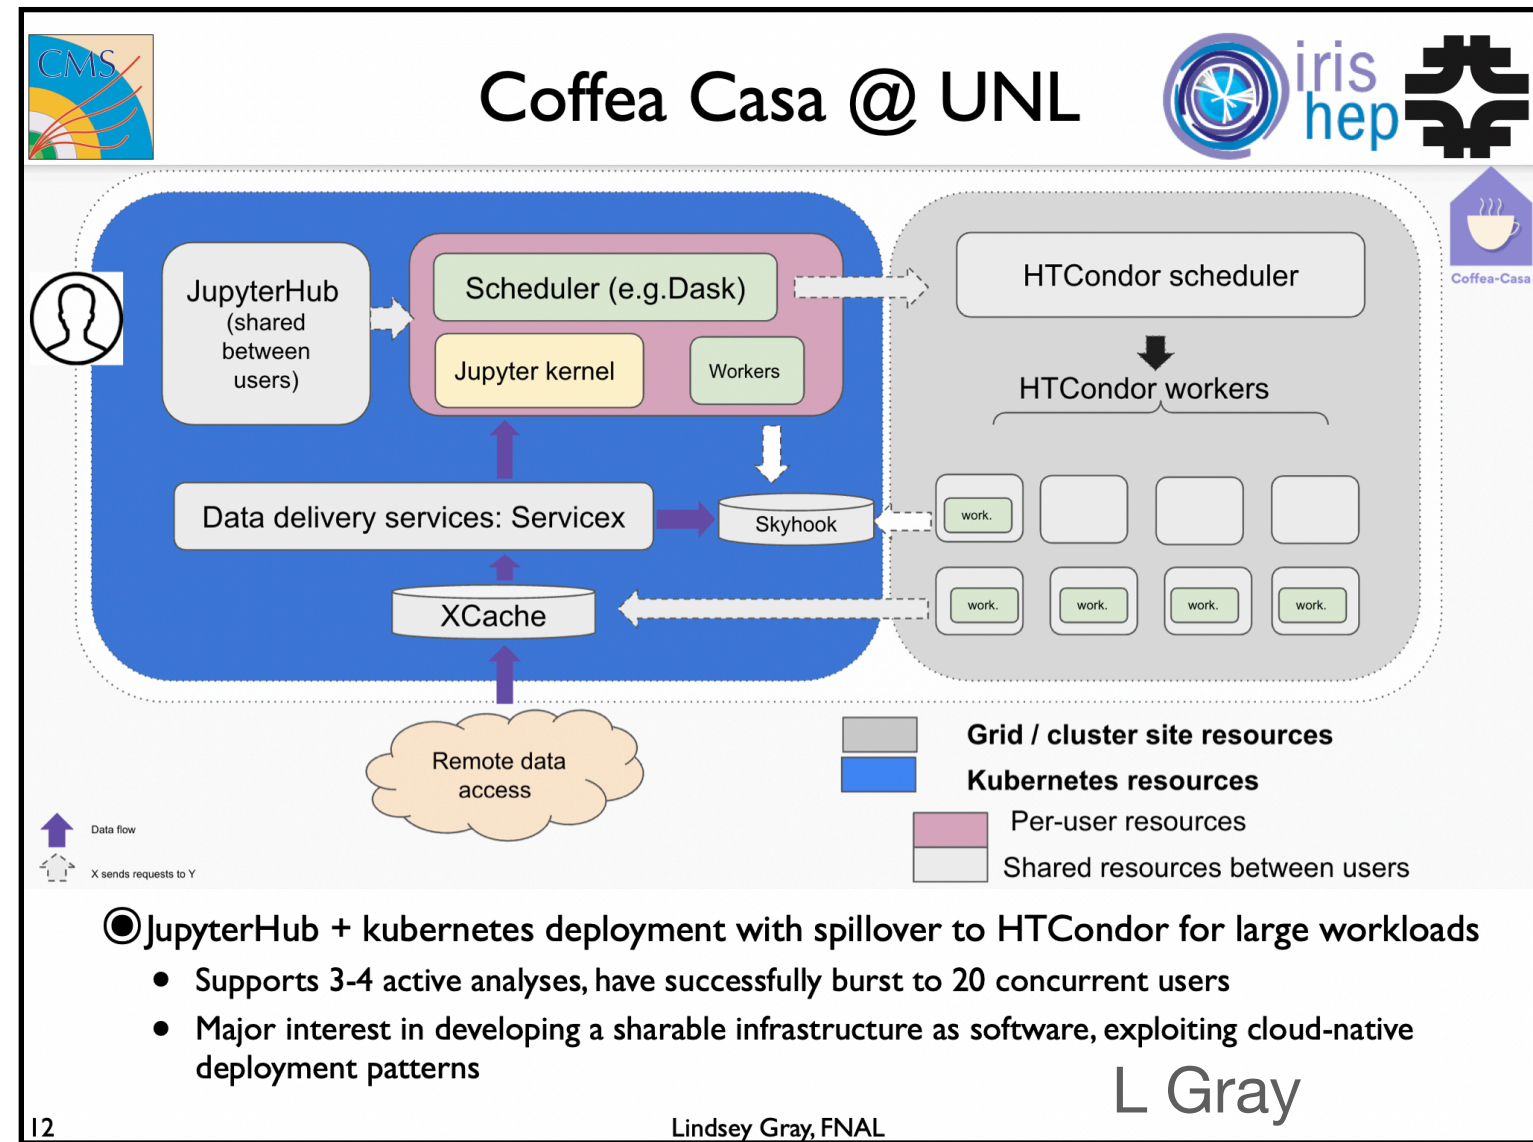 CMS
Coffea Casa @ UNL
iris
hep
Coffea-Casa
JupyterHub
(shared
between
users)
Scheduler (e.g.Dask)
Jupyter kernel
Workers
HTCondor scheduler
HTCondor workers
Data delivery services: Servicex
Skyhook
work.
XCache
work.
work.
work.
work.
Remote data
access
Grid / cluster site resources
Kubernetes resources
Per-user resources
Shared resources between users
Data flow
X sends requests to Y
JupyterHub + kubernetes deployment with spillover to HTCondor for large workloads
• Supports 3-4 active analyses, have successfully burst to 20 concurrent users
• Major interest in developing a sharable infrastructure as software, exploiting cloud-native
deployment patterns
L Gray
12
Lindsey Gray, FNAL